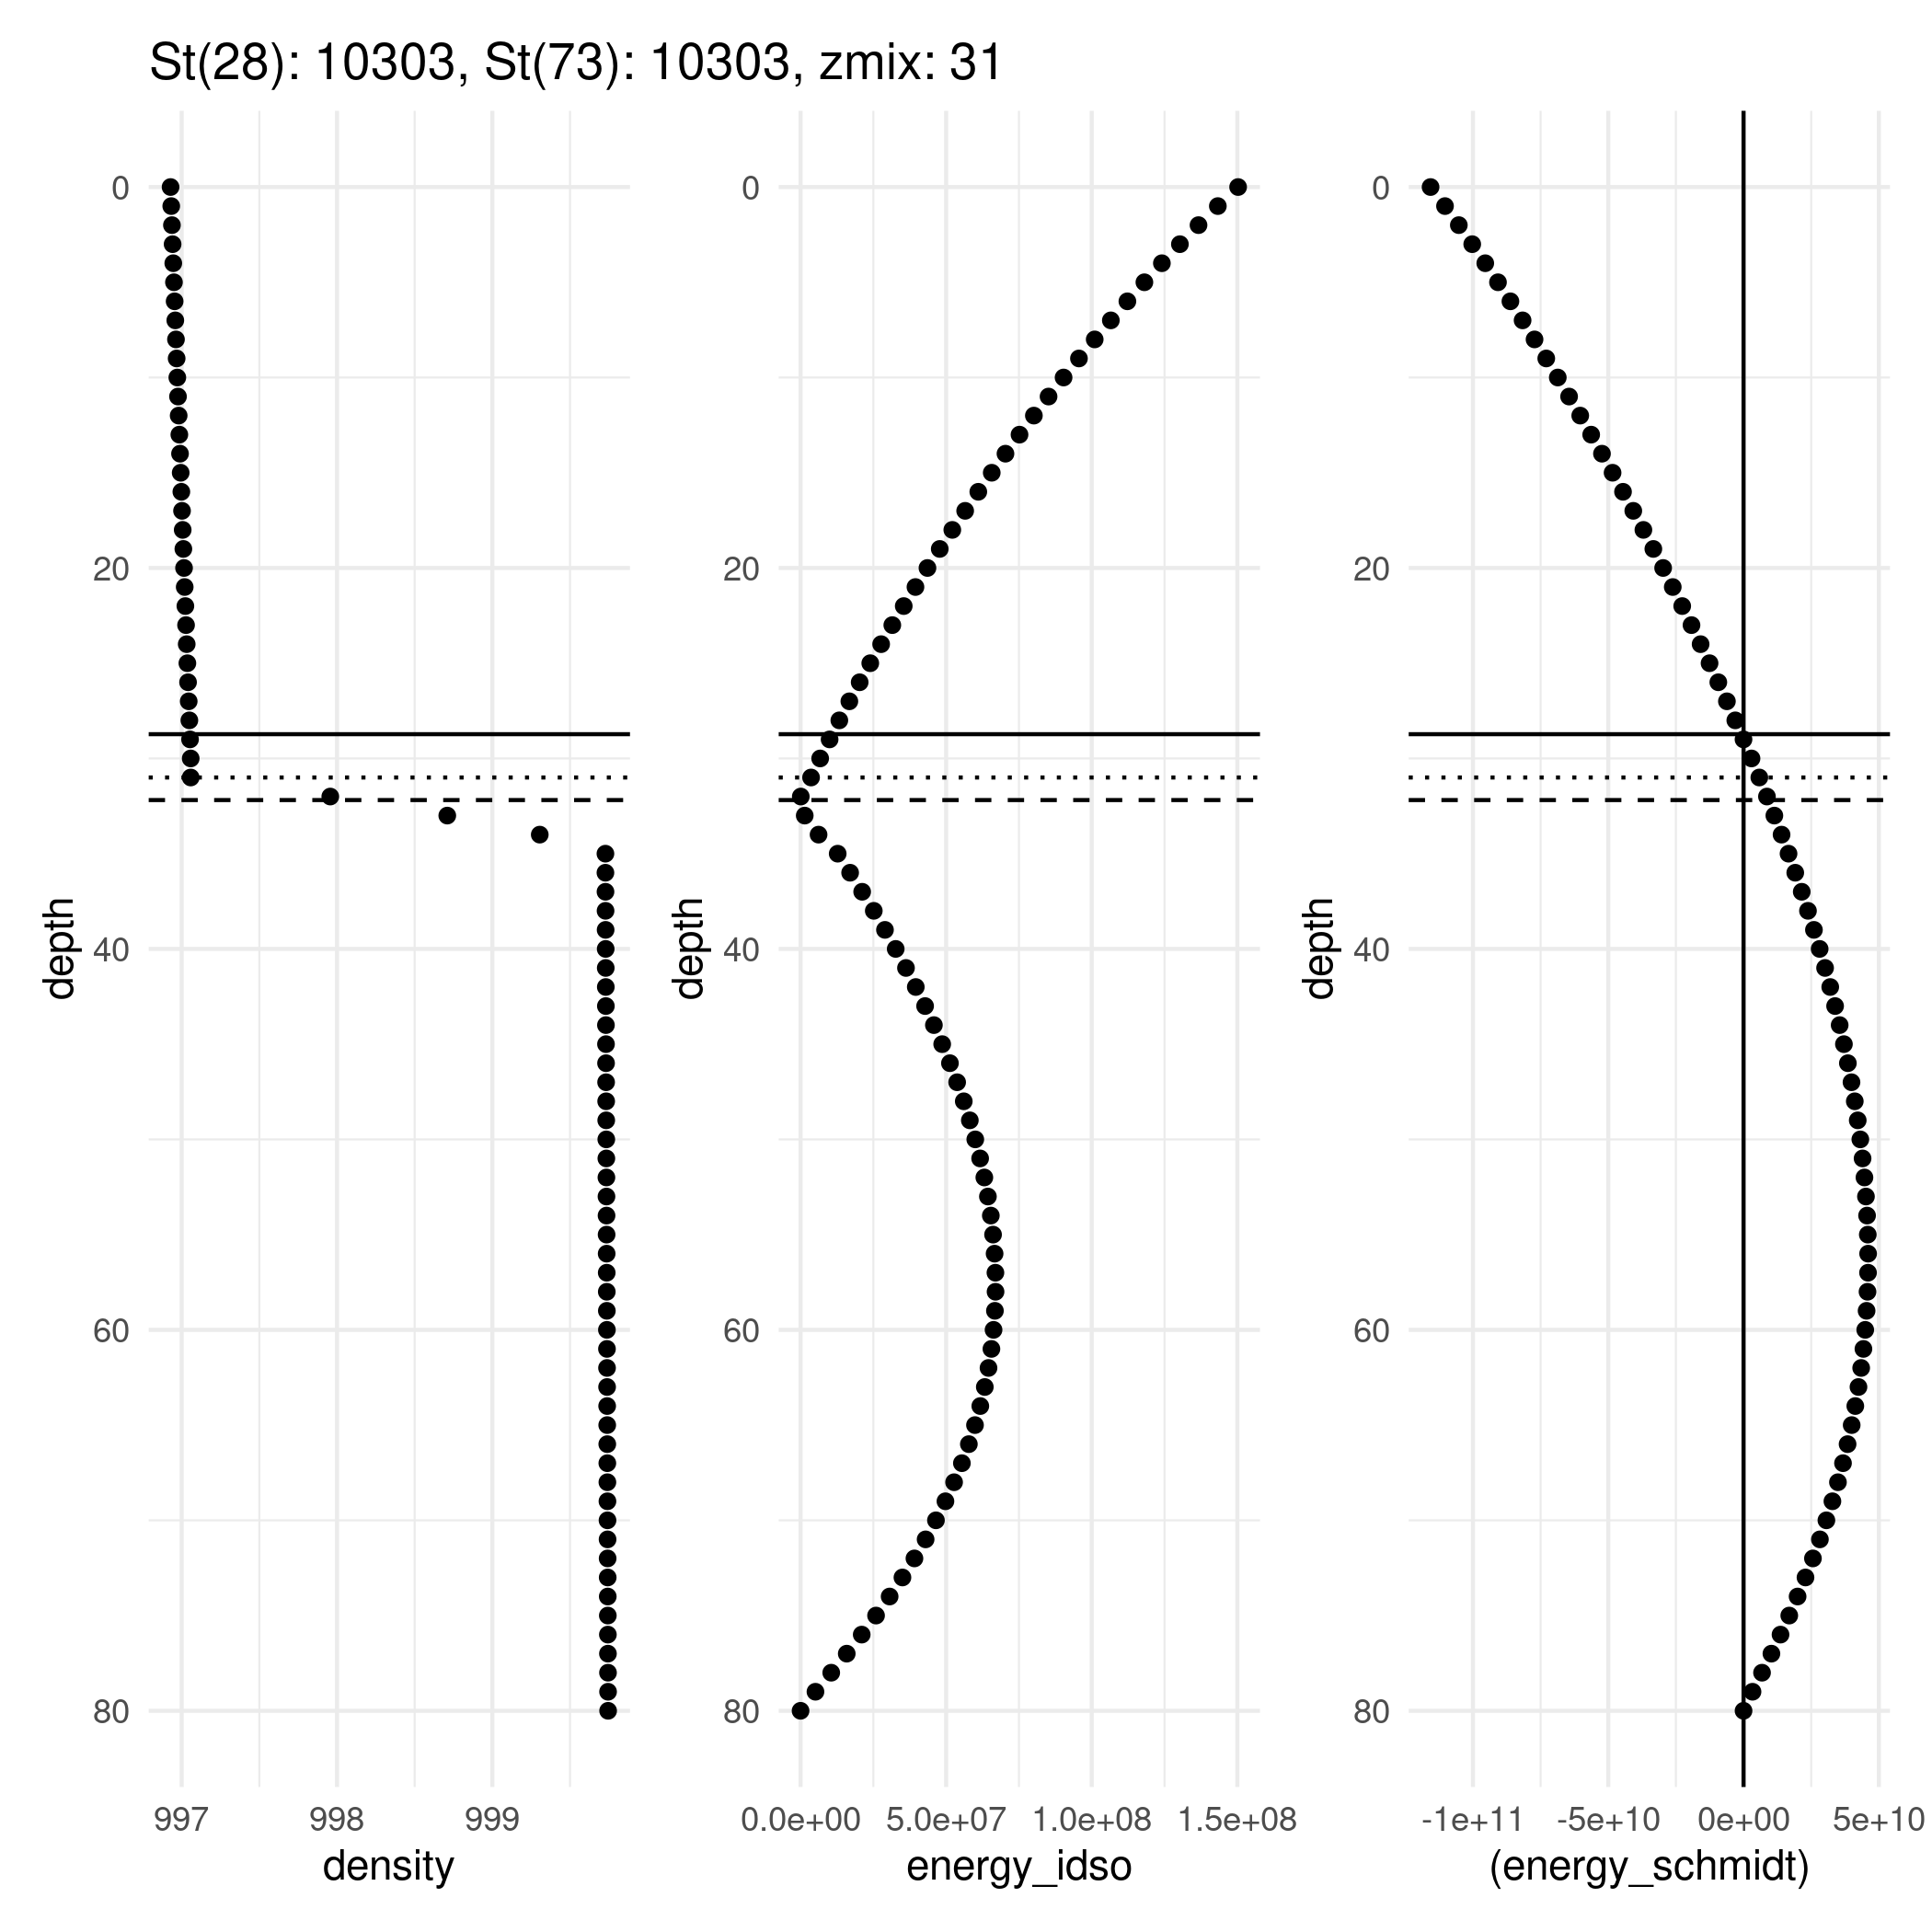 St(28): 10303, St(73): 10303, zmix: 31
0
20
40
60
80
depth
997 998 999
density
0
20
40
60
80
depth
0.0e+00 5.0e+07 1.0e+08 1.5e+08
energy_idso
0
20
40
60
80
depth
-1e+11 -5e+10 0e+00 5e+10
(energy_schmidt)